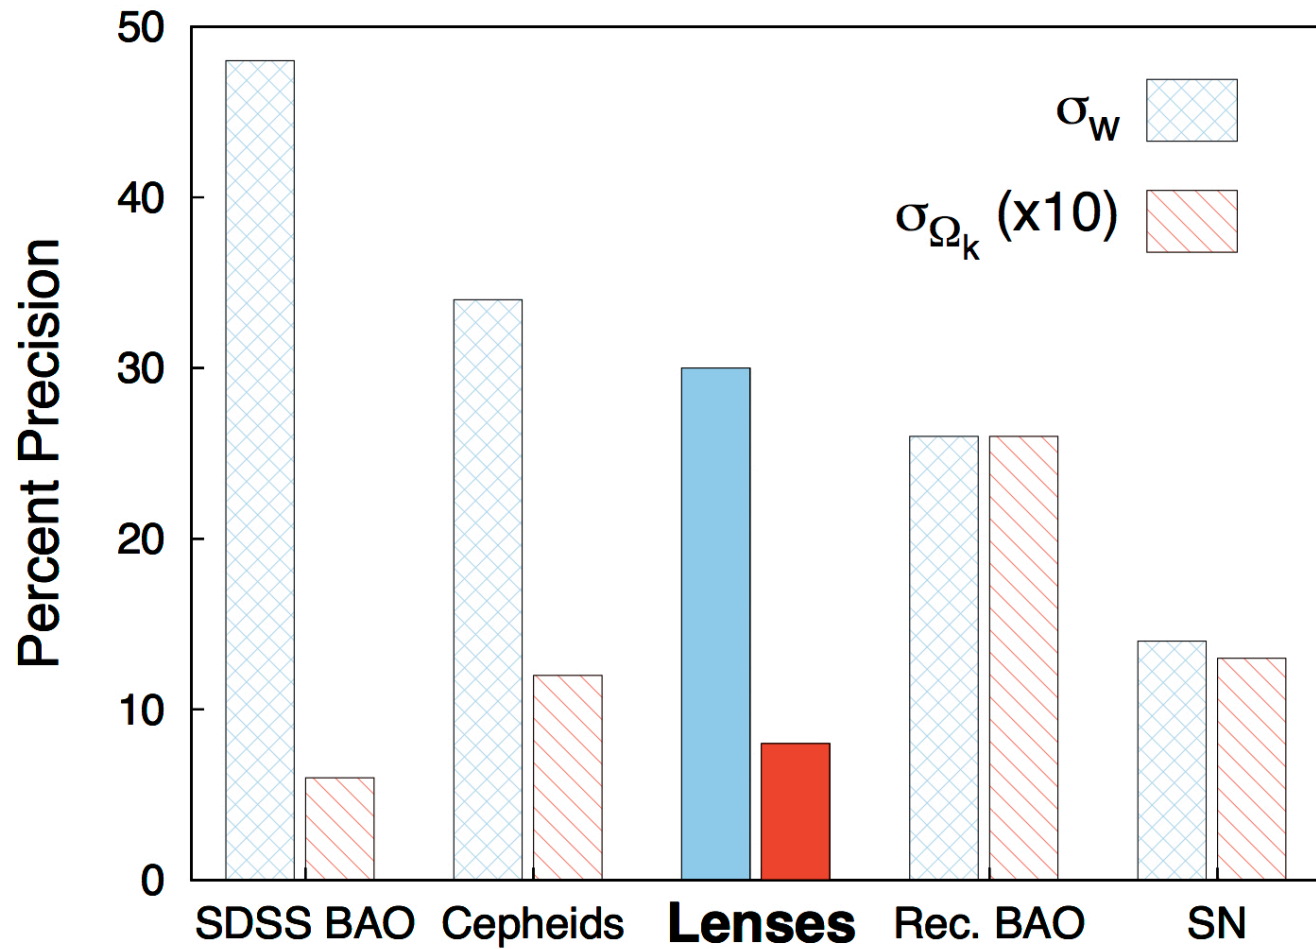 50
40
30
20
10
0
Percent Precision
σw
σΩk (x10)
SDSS BAO Cepheids Lenses Rec. BAO SN